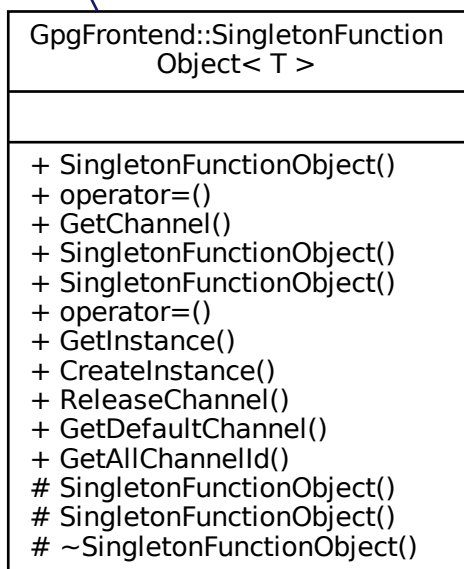 GpgFrontend::SingletonFunction
Object< T >
+ SingletonFunctionObject()
+ operator=()
+ GetChannel()
+ SingletonFunctionObject()
+ SingletonFunctionObject()
+ operator=()
+ GetInstance()
+ CreateInstance()
+ ReleaseChannel()
+ GetDefaultChannel()
+ GetAllChannelId()
# SingletonFunctionObject()
# SingletonFunctionObject()
# ~SingletonFunctionObject()